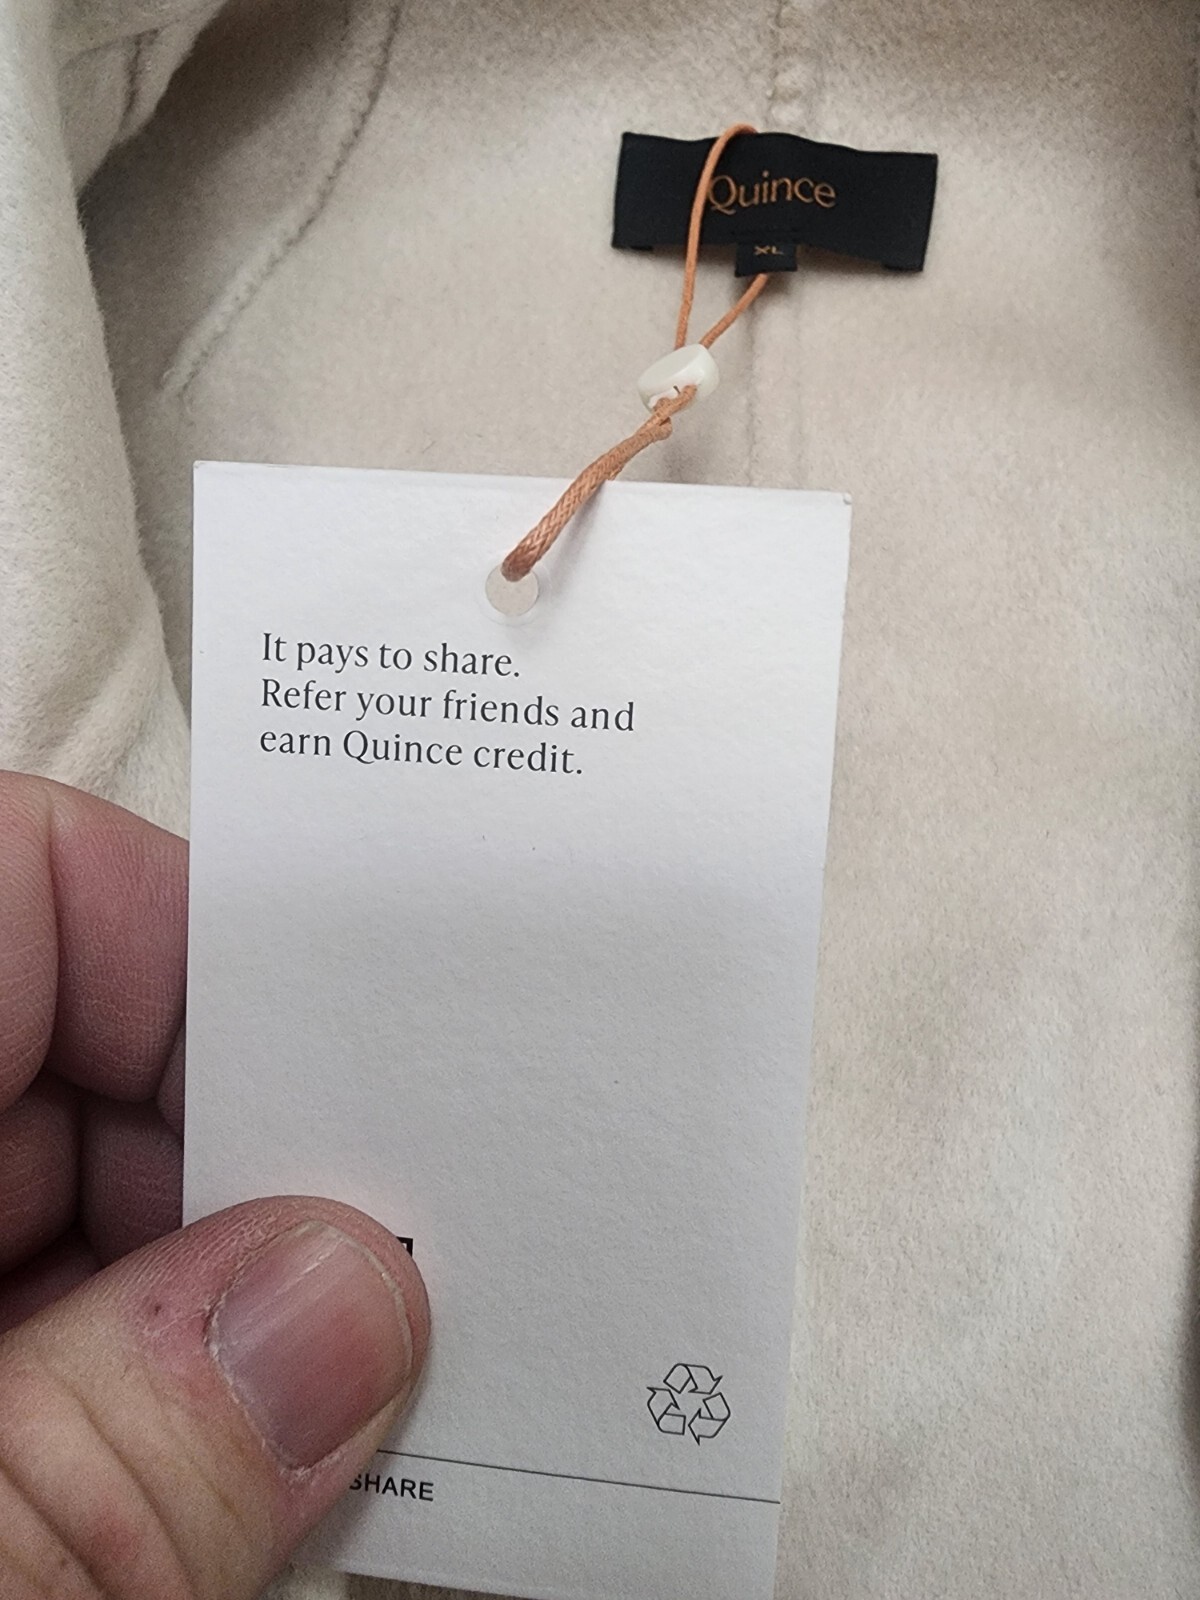 Quince
XL
It pays to share.
Refer your friends and
earn Quince credit.
SHARE